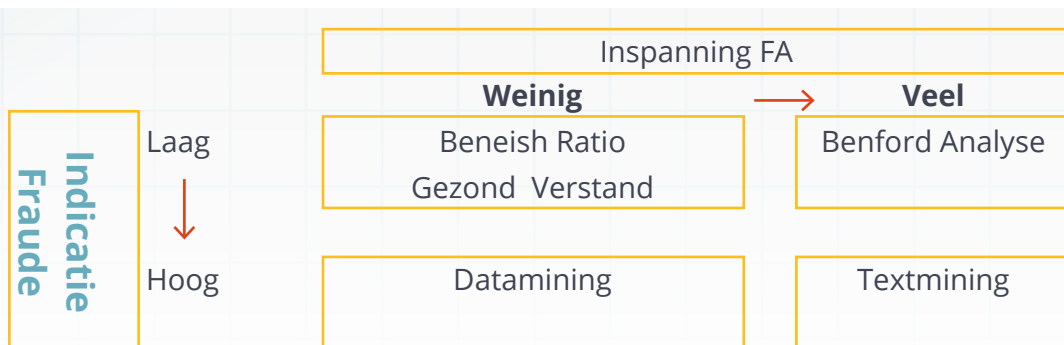 Inspanning FA
Weinig
Veel
Indicatie
Fraude
Laag
Beneish Ratio
Gezond Verstand
Benford Analyse
Hoog
Datamining
Textmining